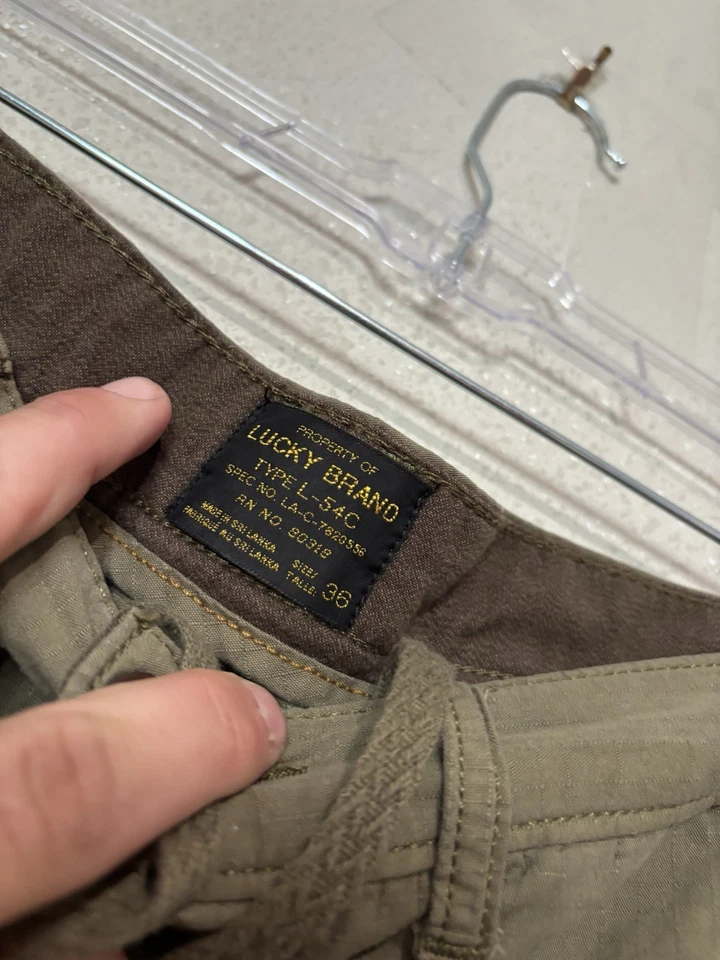 PROPERTY OF
LUCKY BRAND
TYPE L-54C
SPEC NO. LA-C-7820556
RN NO. 80318
MADE IN SRI LANKA
FABRIQUÉ AU SRI LANKA
SIZE/
TAILLE: 36